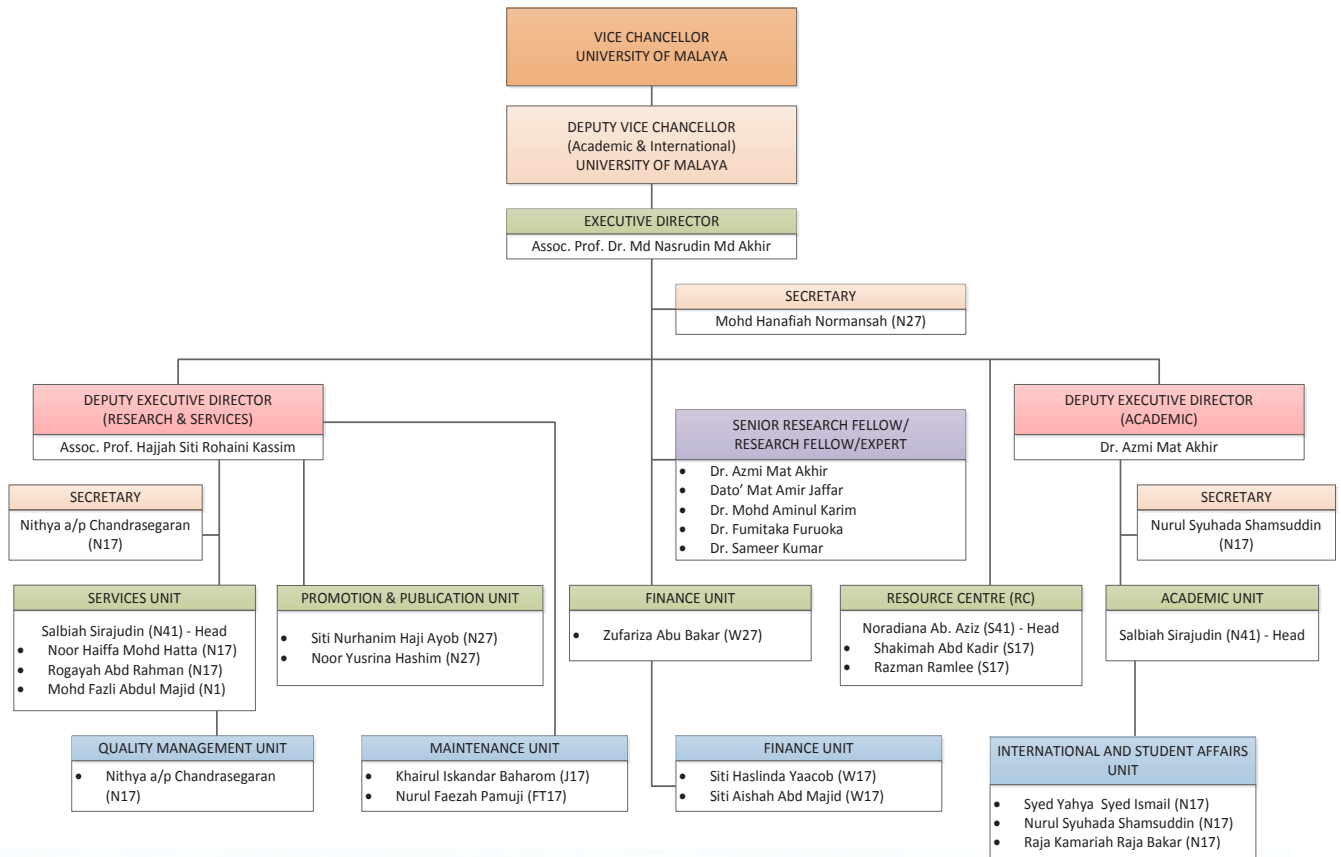 VICE CHANCELLOR
UNIVERSITY OF MALAYA
DEPUTY VICE CHANCELLOR
(Academic & International)
UNIVERSITY OF MALAYA
EXECUTIVE DIRECTOR
Assoc. Prof. Dr. Md Nasrudin Md Akhir
SECRETARY
Mohd Hanafiah Normansah (N27)
DEPUTY EXECUTIVE DIRECTOR
(RESEARCH & SERVICES)
Assoc. Prof. Hajjah Siti Rohaini Kassim
SENIOR RESEARCH FELLOW/
RESEARCH FELLOW/EXPERT
• Dr. Azmi Mat Akhir
• Dato’ Mat Amir Jaffar
• Dr. Mohd Aminul Karim
• Dr. Fumitaka Furuoka
• Dr. Sameer Kumar
DEPUTY EXECUTIVE DIRECTOR
(ACADEMIC)
Dr. Azmi Mat Akhir
SECRETARY
Nithya a/p Chandrasegaran
(N17)
SECRETARY
Nurul Syuhada Shamsuddin
(N17)
SERVICES UNIT
Salbiah Sirajudin (N41) - Head
• Noor Haiffa Mohd Hatta (N17)
• Rogayah Abd Rahman (N17)
• Mohd Fazli Abdul Majid (N1)
PROMOTION & PUBLICATION UNIT
• Siti Nurhanim Haji Ayob (N27)
• Noor Yusrina Hashim (N27)
FINANCE UNIT
• Zufariza Abu Bakar (W27)
RESOURCE CENTRE (RC)
Noradiana Ab. Aziz (S41) - Head
• Shakimah Abd Kadir (S17)
• Razman Ramlee (S17)
ACADEMIC UNIT
Salbiah Sirajudin (N41) - Head
QUALITY MANAGEMENT UNIT
• Nithya a/p Chandrasegaran
(N17)
MAINTENANCE UNIT
• Khairul Iskandar Baharom (J17)
• Nurul Faezah Pamuji (FT17)
FINANCE UNIT
• Siti Haslinda Yaacob (W17)
• Siti Aishah Abd Majid (W17)
INTERNATIONAL AND STUDENT AFFAIRS
UNIT
• Syed Yahya  Syed Ismail (N17)
• Nurul Syuhada Shamsuddin (N17)
• Raja Kamariah Raja Bakar (N17)